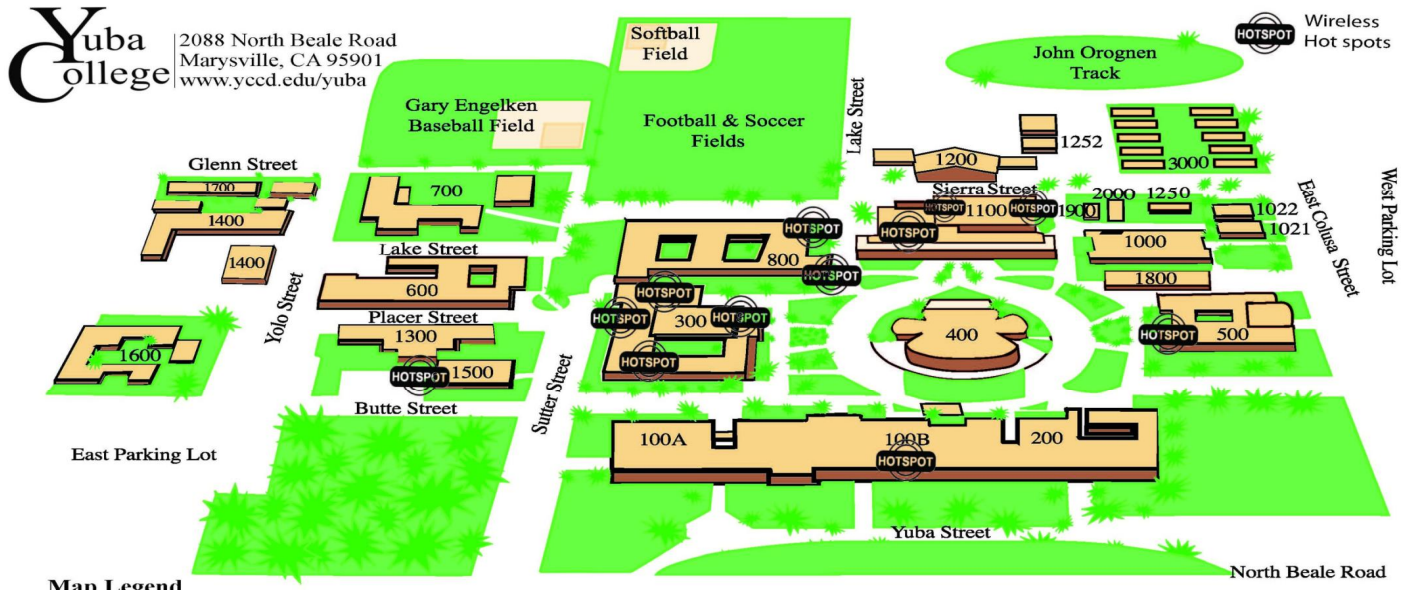 Yuba College
2088 North Beale Road
Marysville, CA 95901
www.yccd.edu/yuba
Softball
Field
HOTSPOT
Wireless
Hot spots
John Orognen
Track
Gary Engelken
Baseball Field
Football & Soccer
Fields
Lake Street
1252
1200
3000
Glenn Street
1700
700
Sierra Street
HOTSPOT
1100
HOTSPOT
1900
2000
1250
1022
1021
East Colusa Street
West Parking Lot
1400
HOTSPOT
HOTSPOT
1000
Lake Street
800
1400
HOTSPOT
1800
600
HOTSPOT
Yolo Street
Placer Street
1300
HOTSPOT
300
HOTSPOT
400
HOTSPOT
500
1600
HOTSPOT
1500
HOTSPOT
Butte Street
Sutter Street
100A
100B
200
East Parking Lot
HOTSPOT
Yuba Street
North Beale Road
Map Legend